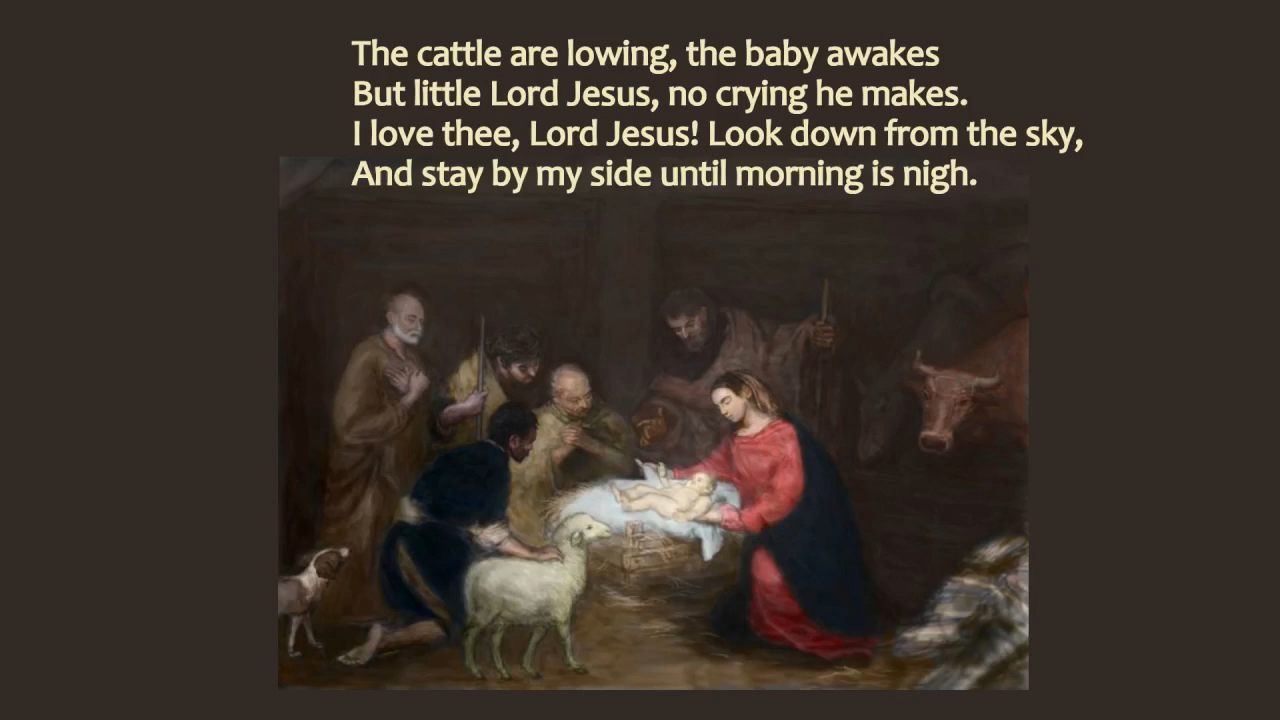 The cattle are lowing, the baby awakes
But little Lord Jesus, no crying he makes.
I love thee, Lord Jesus! Look down from the sky,
And stay by my side until morning is nigh.